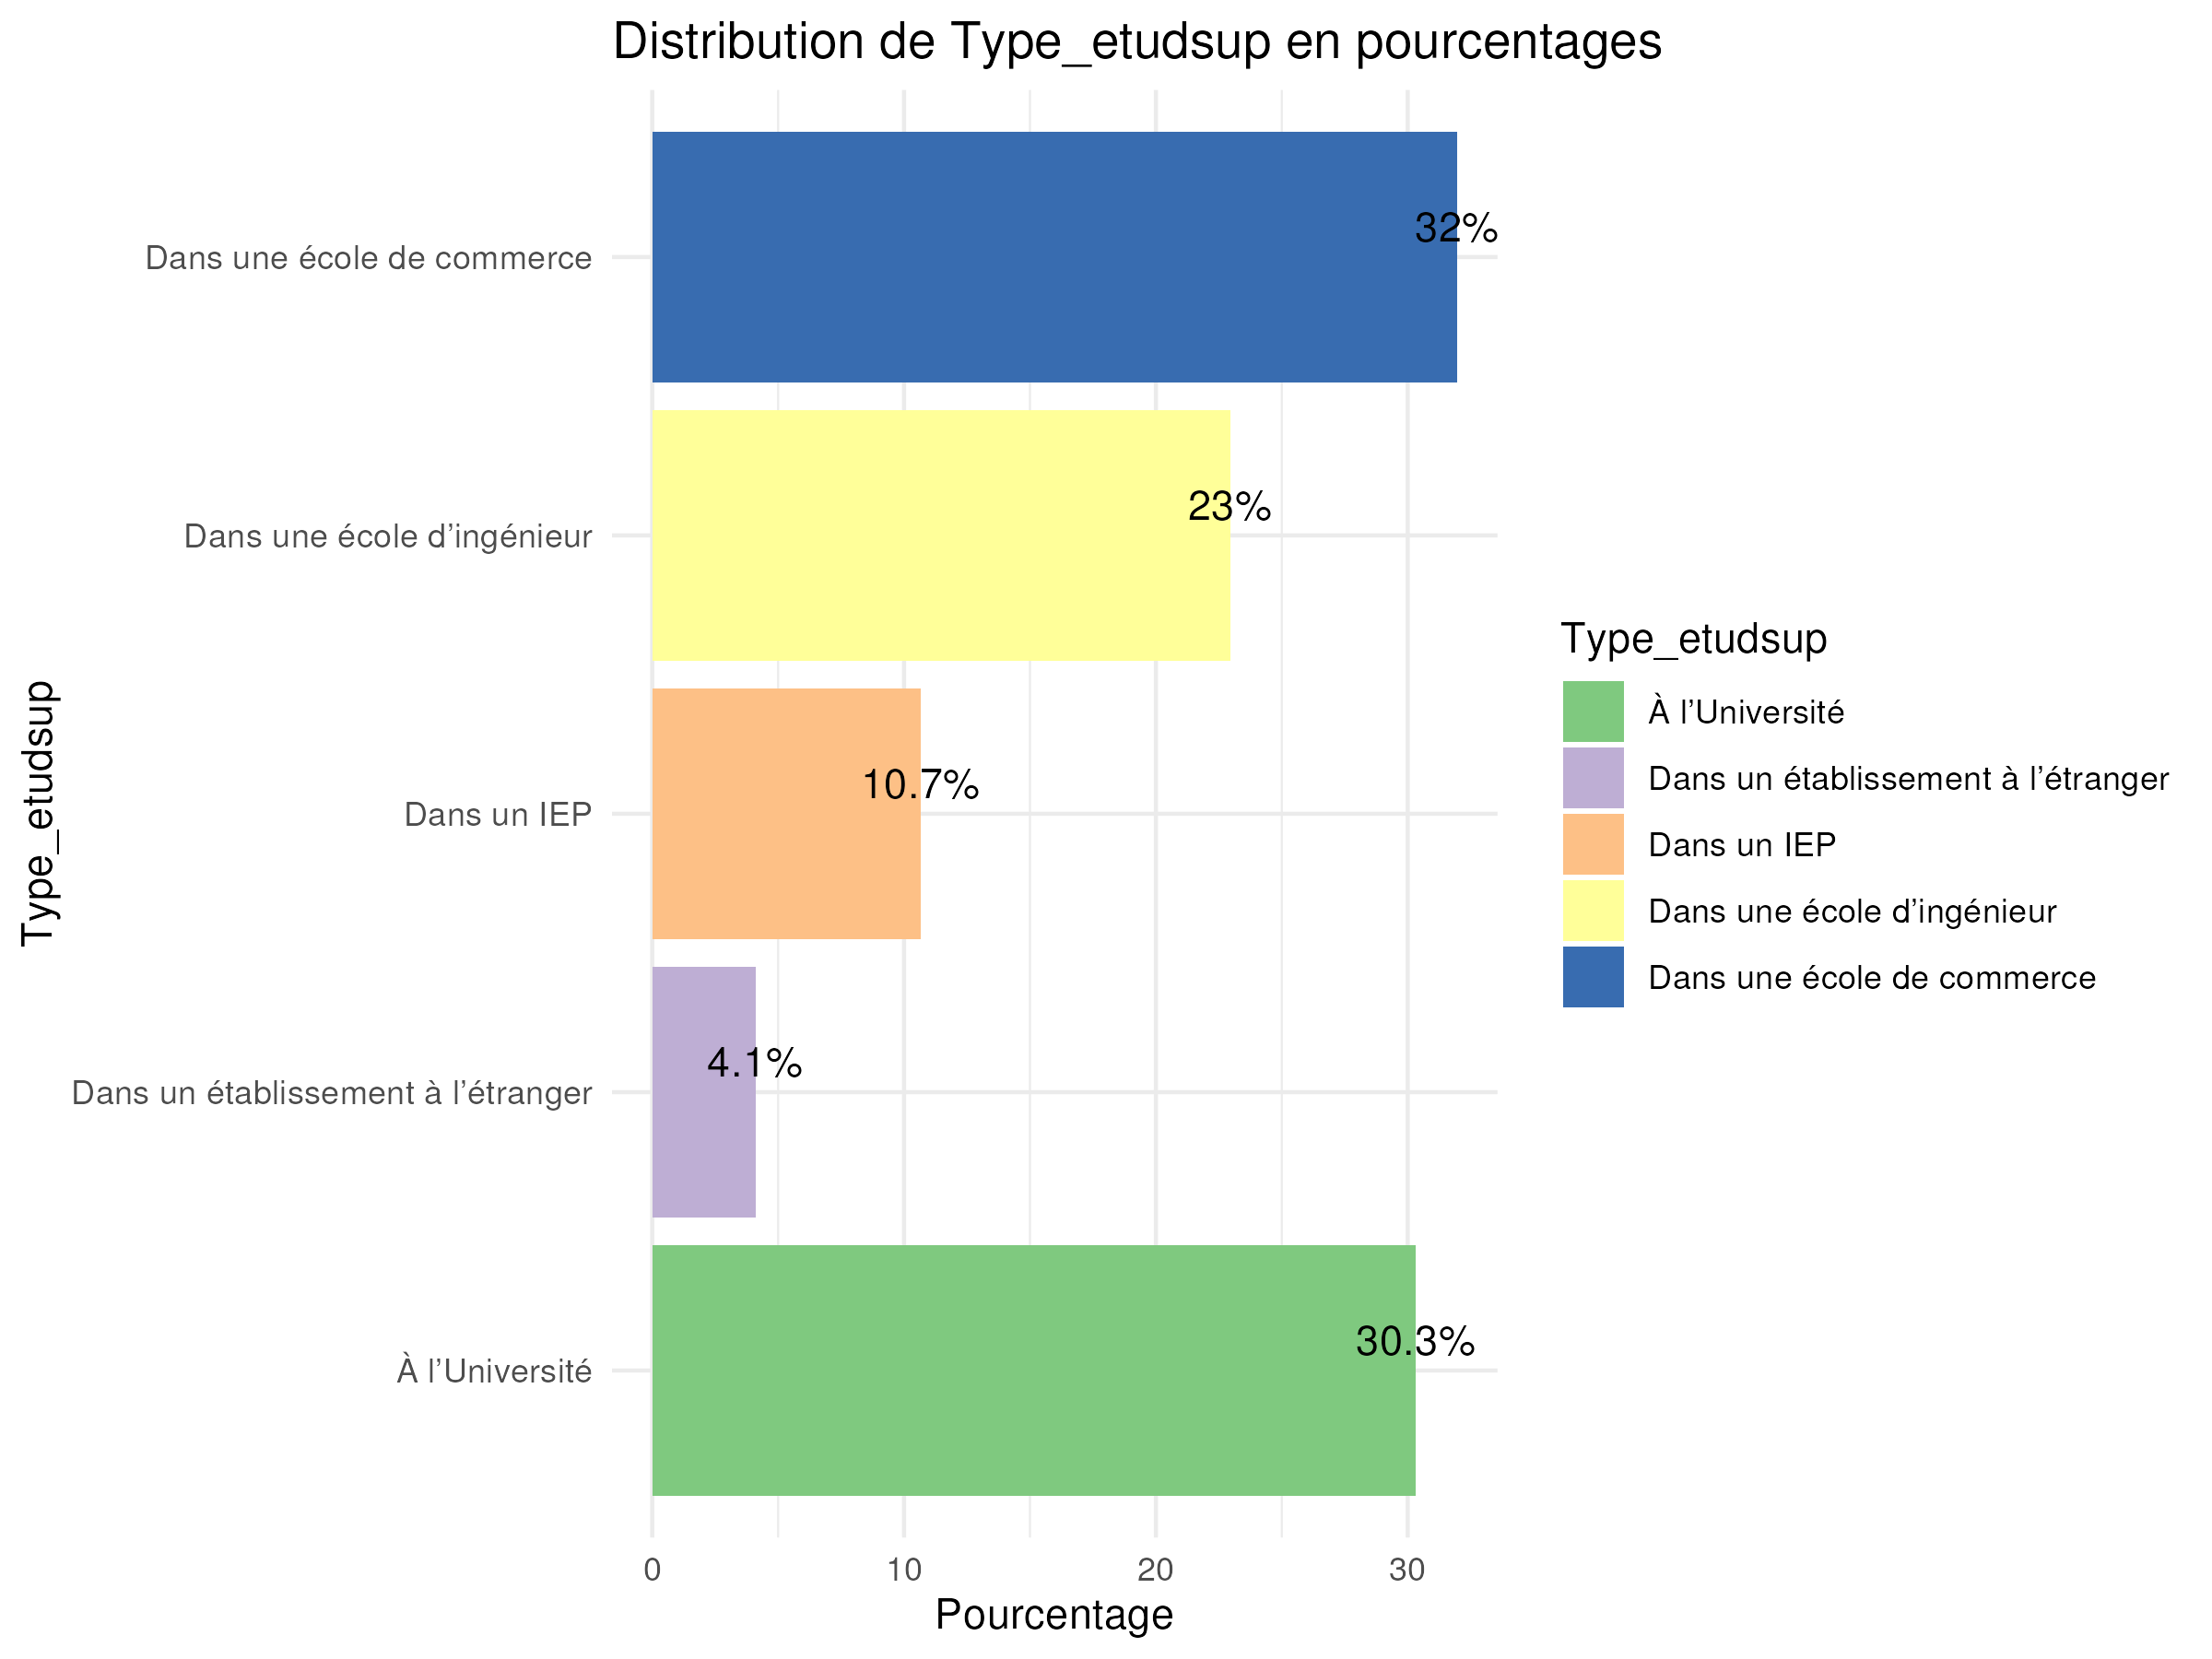 Distribution de Type_etudsup en pourcentages
Type_etudsup
Dans une école de commerce
32%
Dans une école d’ingénieur
23%
Dans un IEP
10.7%
Dans un établissement à l’étranger
4.1%
À l’Université
30.3%
0 10 20 30
Pourcentage
Type_etudsup
À l’Université
Dans un établissement à l’étranger
Dans un IEP
Dans une école d’ingénieur
Dans une école de commerce